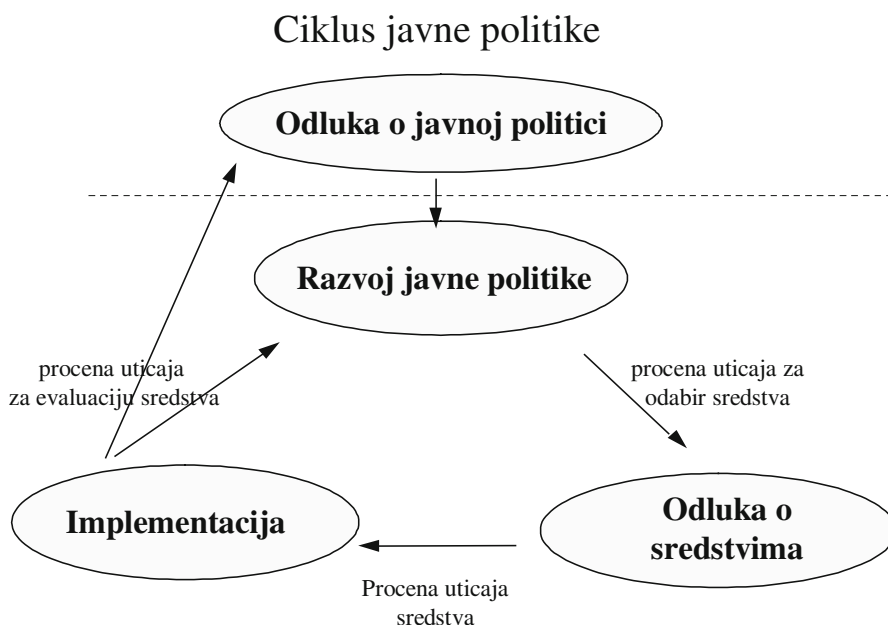 Ciklus javne politike
Odluka o javnoj politici
Razvoj javne politike
procena uticaja
za evaluaciju sredstva
procena uticaja za
odabir sredstva
Implementacija
Odluka o
sredstvima
Procena uticaja
sredstva